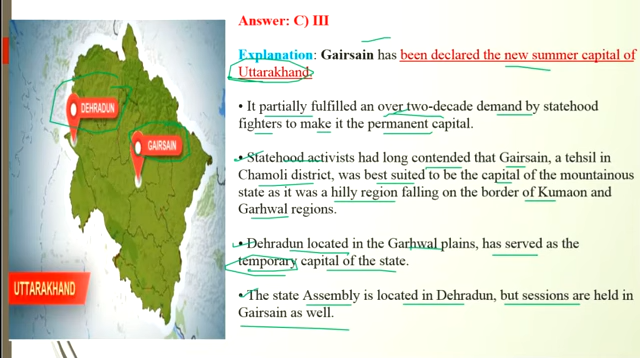 Answer: C) III
Explanation: Gairsain has been declared the new summer capital of
Uttarakhand.
DEHRADUN
• It partially fulfilled an over two-decade demand by statehood
fighters to make it the permanent capital.
GAIRSAIN
• Statehood activists had long contended that Gairsain, a tehsil in
Chamoli district, was best suited to be the capital of the mountainous
state as it was a hilly region falling on the border of Kumaon and
Garhwal regions.
• Dehradun located in the Garhwal plains, has served as the
temporary capital of the state.
UTTARAKHAND
• The state Assembly is located in Dehradun, but sessions are held in
Gairsain as well.